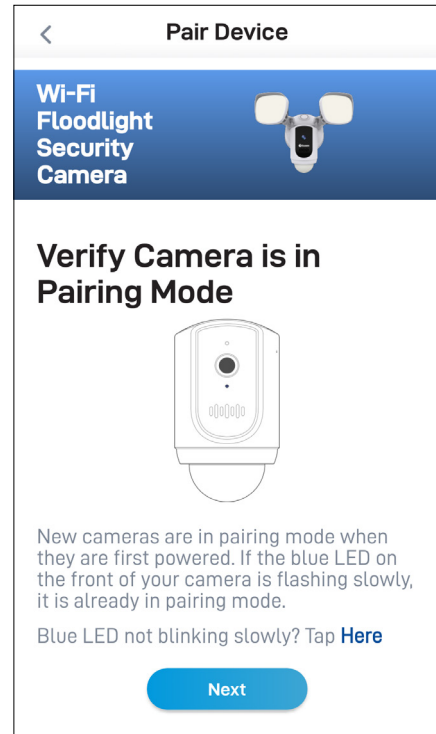 Pair Device
Wi-Fi
Floodlight
Security
Camera
Verify Camera is in
Pairing Mode
New cameras are in pairing mode when
they are first powered. If the blue LED on
the front of your camera is flashing slowly,
it is already in pairing mode.
Blue LED not blinking slowly? Tap Here
Next